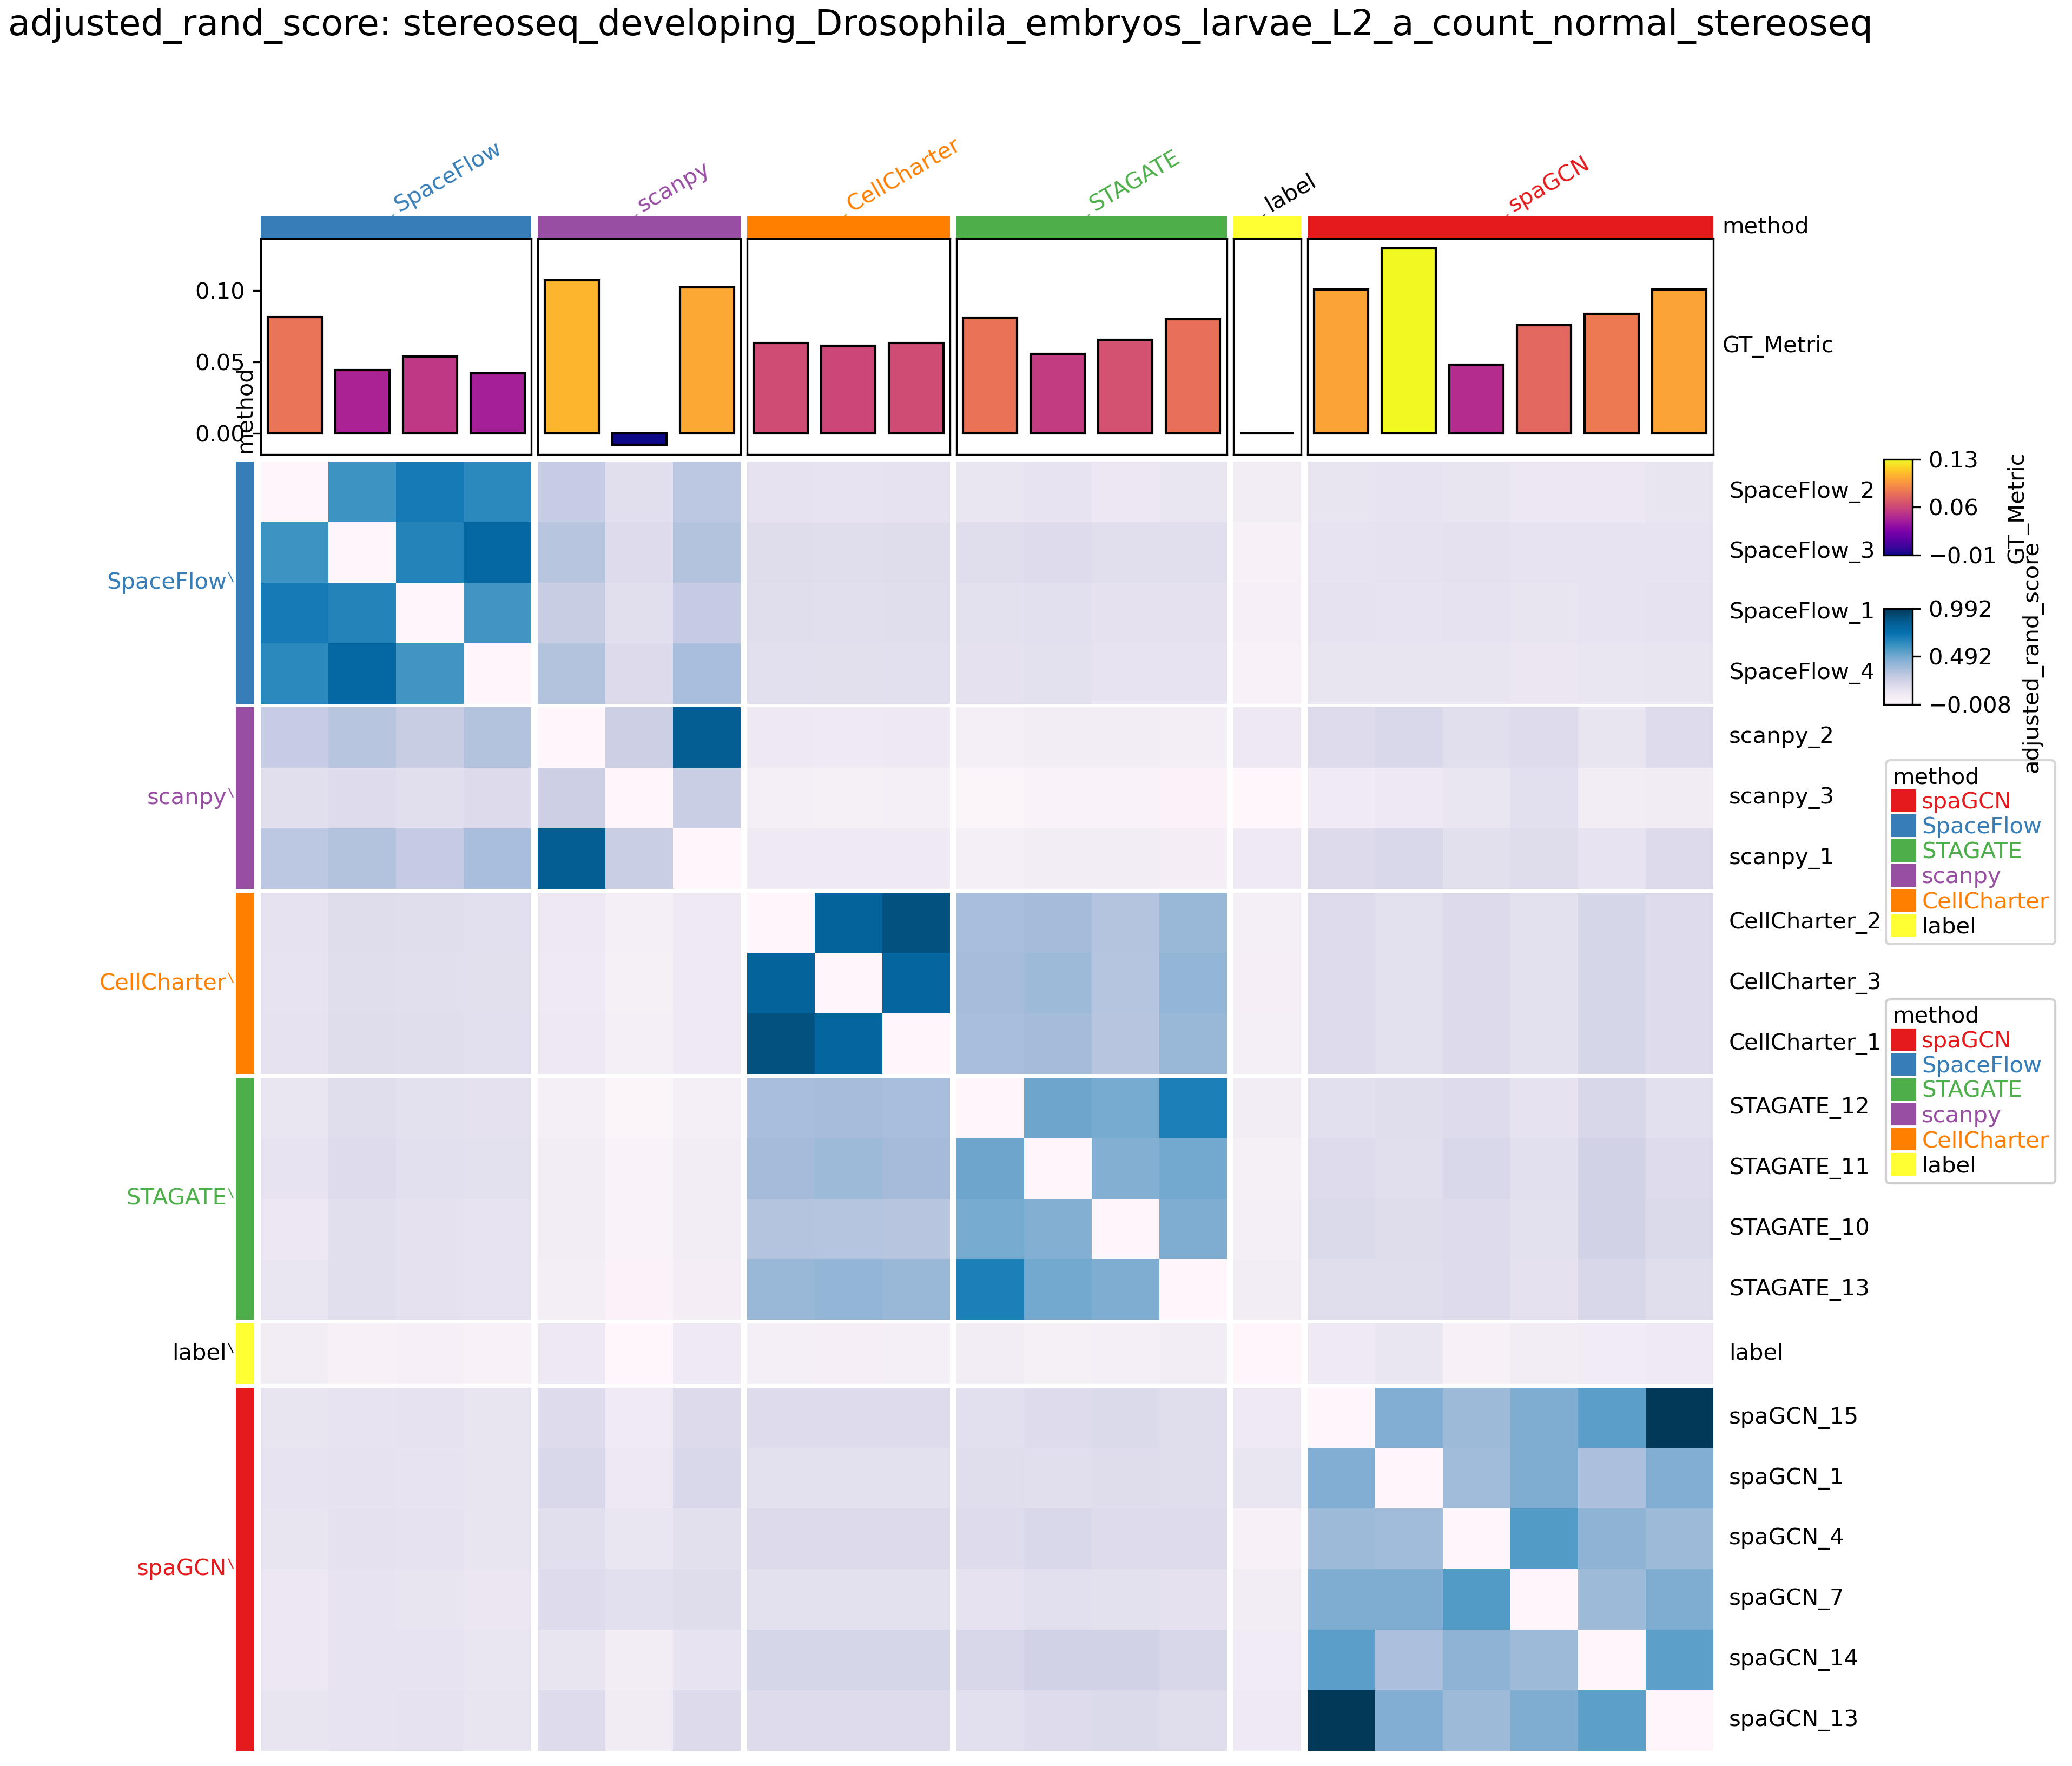 adjusted_rand_score: stereoseq_developing_Drosophila_embryos_larvae_L2_a_count_normal_stereoseq
SpaceFlow
scanpy
CellCharter
STAGATE
label
spaGCN
method
0.10
0.05
0.00
method
GT_Metric
SpaceFlow
scanpy
CellCharter
STAGATE
label
spaGCN
SpaceFlow_2
SpaceFlow_3
SpaceFlow_1
SpaceFlow_4
scanpy_2
scanpy_3
scanpy_1
CellCharter_2
CellCharter_3
CellCharter_1
STAGATE_12
STAGATE_11
STAGATE_10
STAGATE_13
label
spaGCN_15
spaGCN_1
spaGCN_4
spaGCN_7
spaGCN_14
spaGCN_13
0.13
0.06
−0.01
GT_Metric
0.992
0.492
−0.008
adjusted_rand_score
method
spaGCN
SpaceFlow
STAGATE
scanpy
CellCharter
label
method
spaGCN
SpaceFlow
STAGATE
scanpy
CellCharter
label